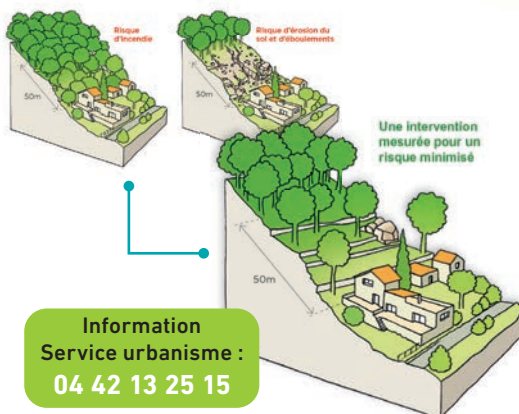 Risque
d'incendie
50m
Risque d'érosion du
sol et d'éboulements
50m
Une intervention
mesurée pour un
risque minimisé
50m
Information
Service urbanisme :
04 42 13 25 15